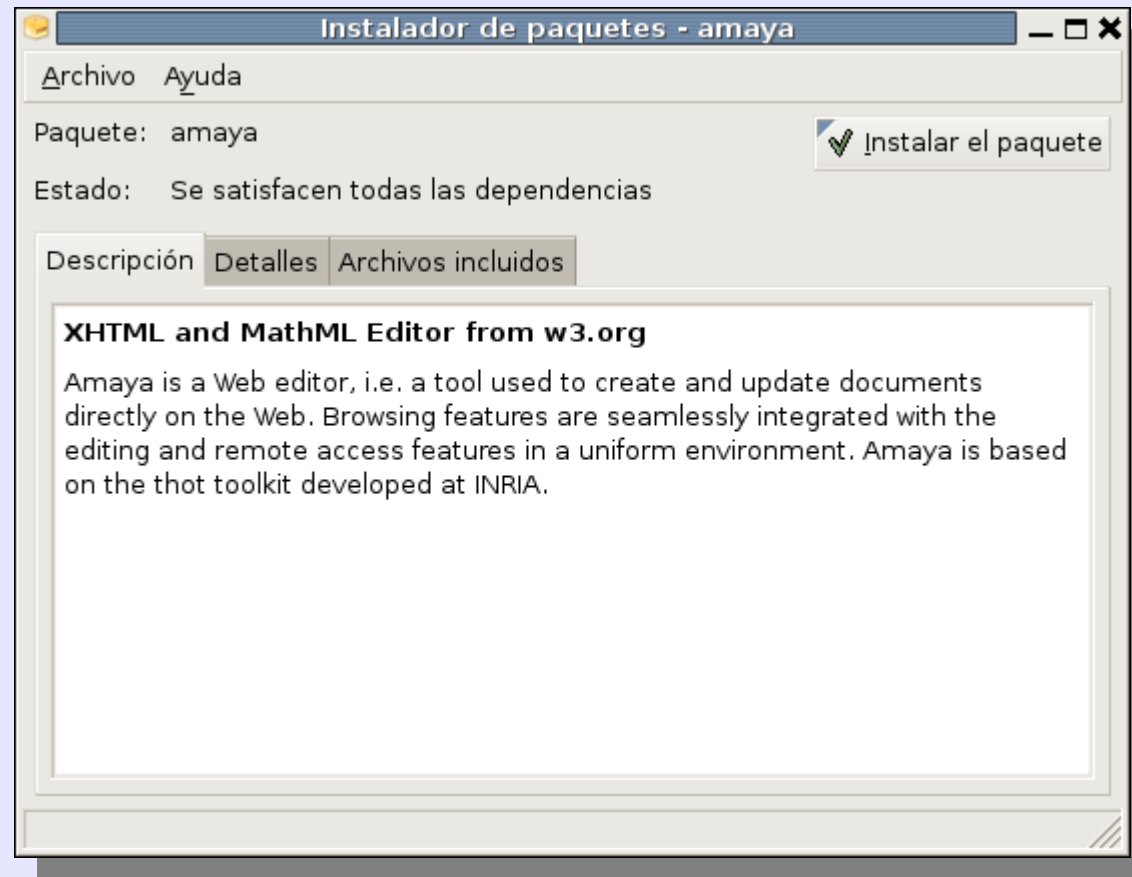 Instalador de paquetes - amaya
Archivo Ayuda
Paquete: amaya
Instalar el paquete
Estado: Se satisfacen todas las dependencias
Descripción Detalles Archivos incluidos
XHTML and MathML Editor from w3.org
Amaya is a Web editor, i.e. a tool used to create and update documents
directly on the Web. Browsing features are seamlessly integrated with the
editing and remote access features in a uniform environment. Amaya is based
on the thot toolkit developed at INRIA.